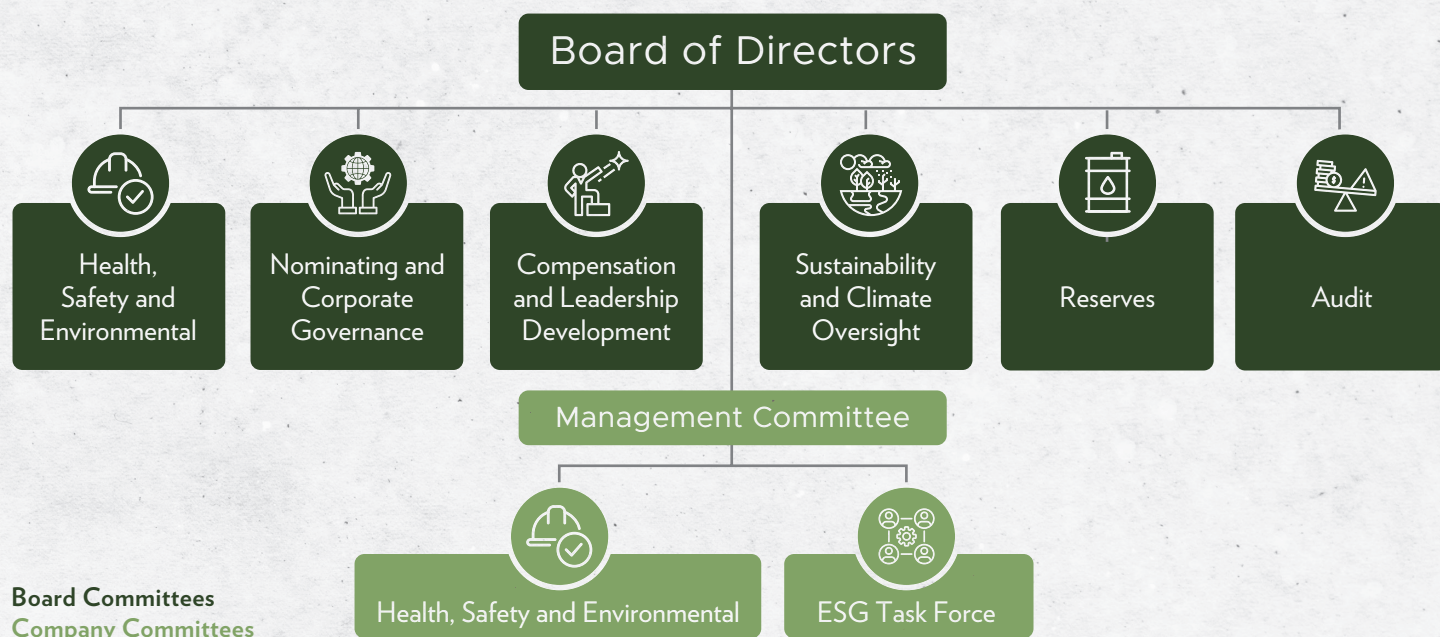 Board of Directors
Health,
Safety and
Environmental
Nominating and
Corporate
Governance
Compensation
and Leadership
Development
Sustainability
and Climate
Oversight
Reserves
Audit
Management Committee
Health, Safety and Environmental
ESG Task Force
Board Committees
Company Committees